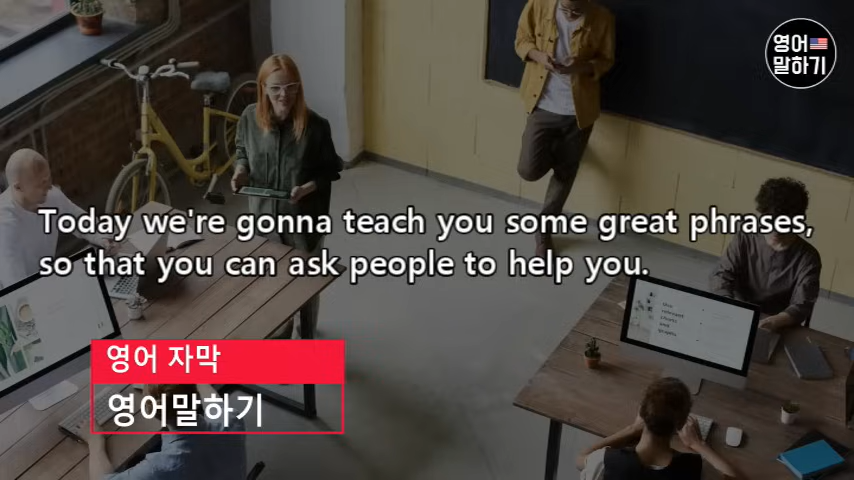 영어
말하기
Today we're gonna teach you some great phrases,
so that you can ask people to help you.
영어 자막
영어말하기